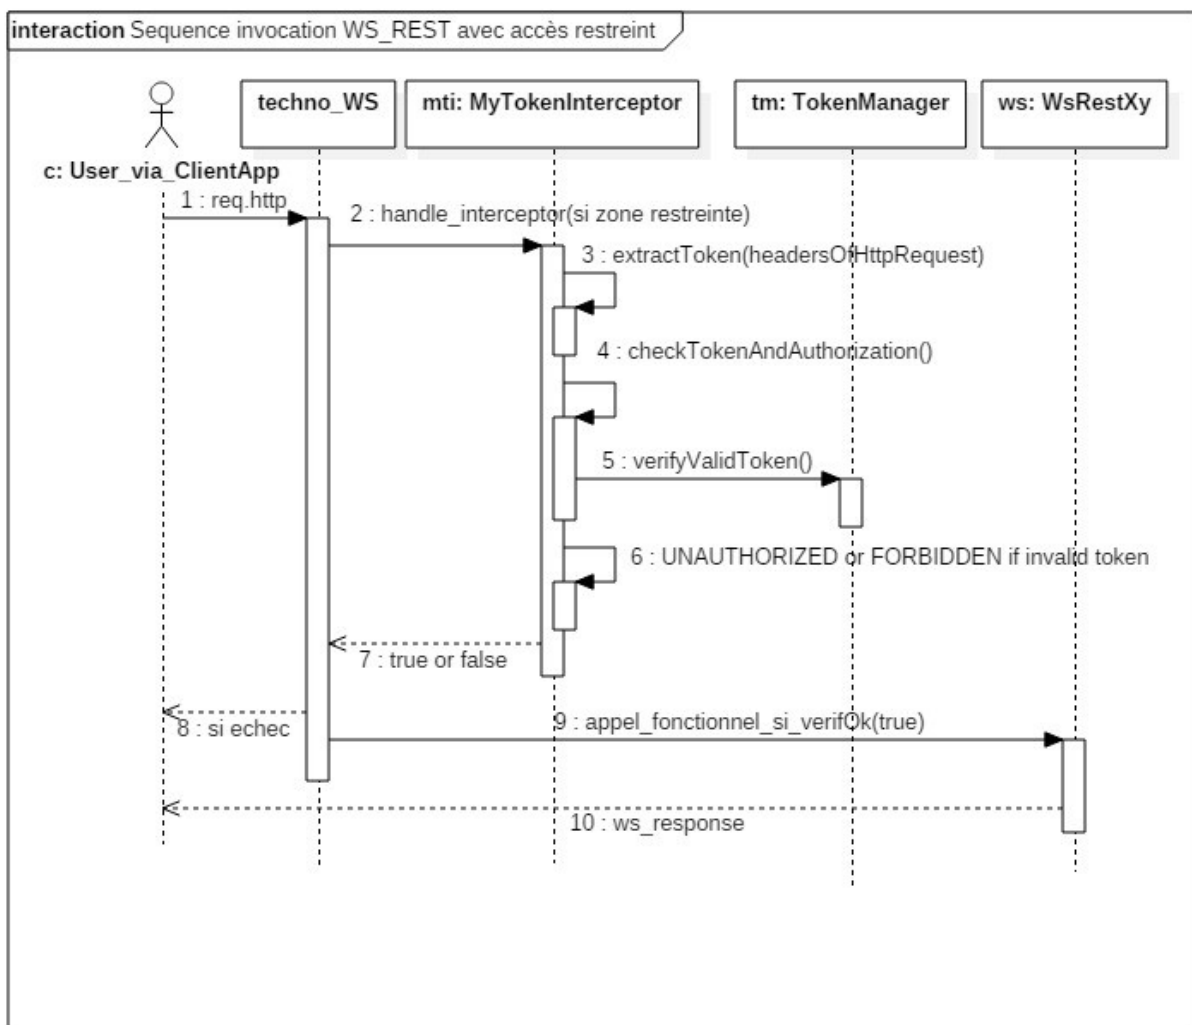 interaction Sequence invocation WS_REST avec accès restreint
techno_WS
mti: MyTokenInterceptor
tm: TokenManager
ws: WsRestXy
c: User_via_ClientApp
1 : req.http
2 : handle_interceptor(si zone restreinte)
3 : extractToken(headersOfHttpRequest)
4 : checkTokenAndAuthorization()
5 : verifyValidToken()
6 : UNAUTHORIZED or FORBIDDEN if invalid token
7 : true or false
8 : si echec
9 : appel_fonctionnel_si_verifOk(true)
10 : ws_response